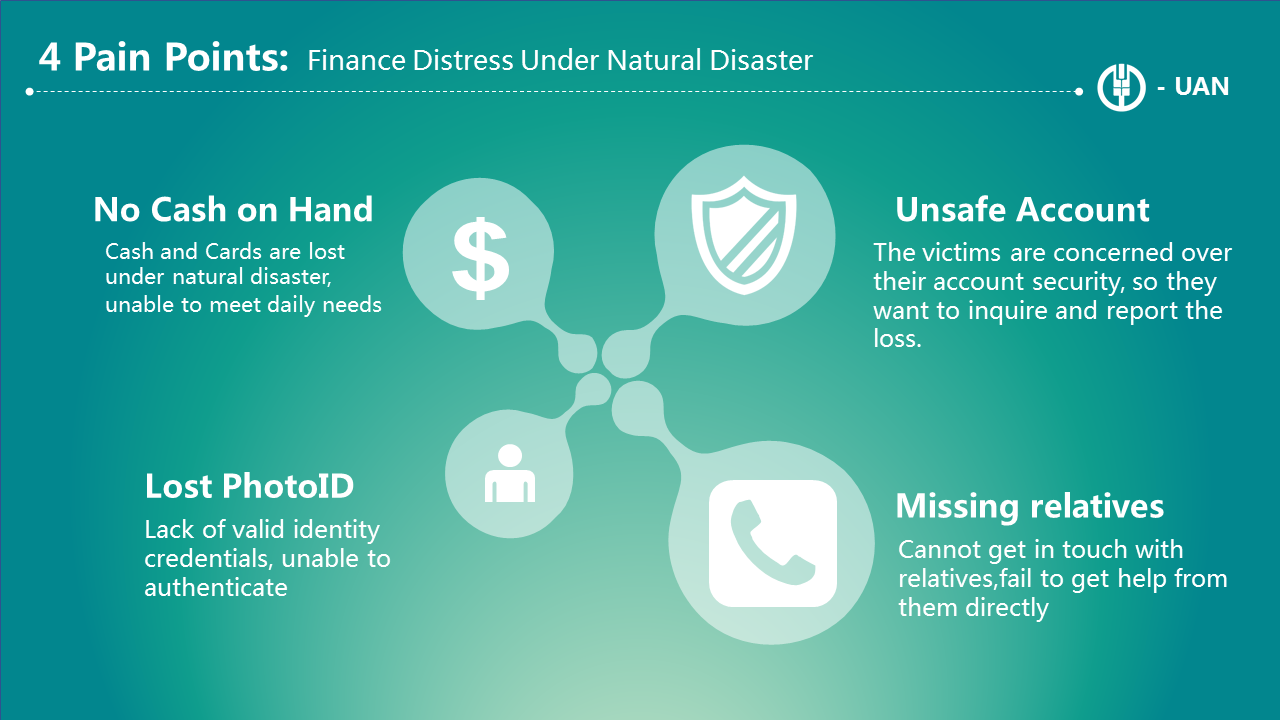 4 Pain Points: Finance Distress Under Natural Disaster
- UAN
No Cash on Hand
Cash and Cards are lost
under natural disaster,
unable to meet daily needs
$
Unsafe Account
The victims are concerned over
their account security, so they
want to inquire and report the
loss.
Lost PhotoID
Lack of valid identity
credentials, unable to
authenticate
Missing relatives
Cannot get in touch with
relatives,fail to get help from
them directly